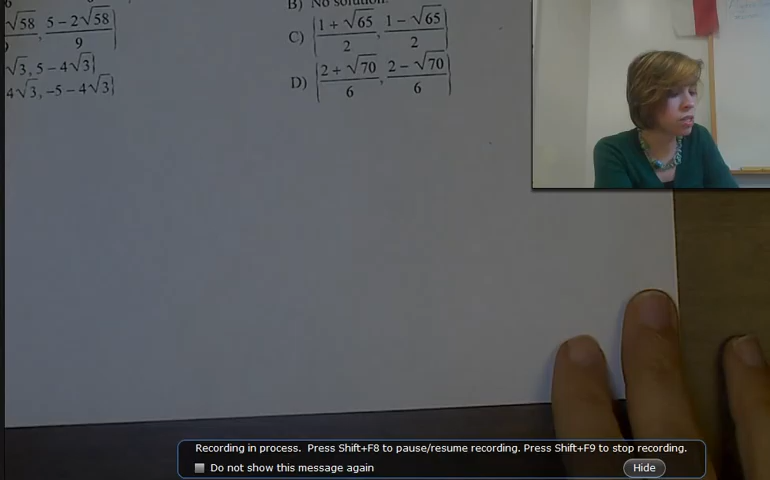 B) No solution.
√58, 5 − 2√58 / 9
C) {1 + √65 / 2, 1 − √65 / 2}
√3, 5 − 4√3}
D) {2 + √70 / 6, 2 − √70 / 6}
4√3, −5 − 4√3}
Recording in process. Press Shift+F8 to pause/resume recording. Press Shift+F9 to stop recording.
Do not show this message again
Hide